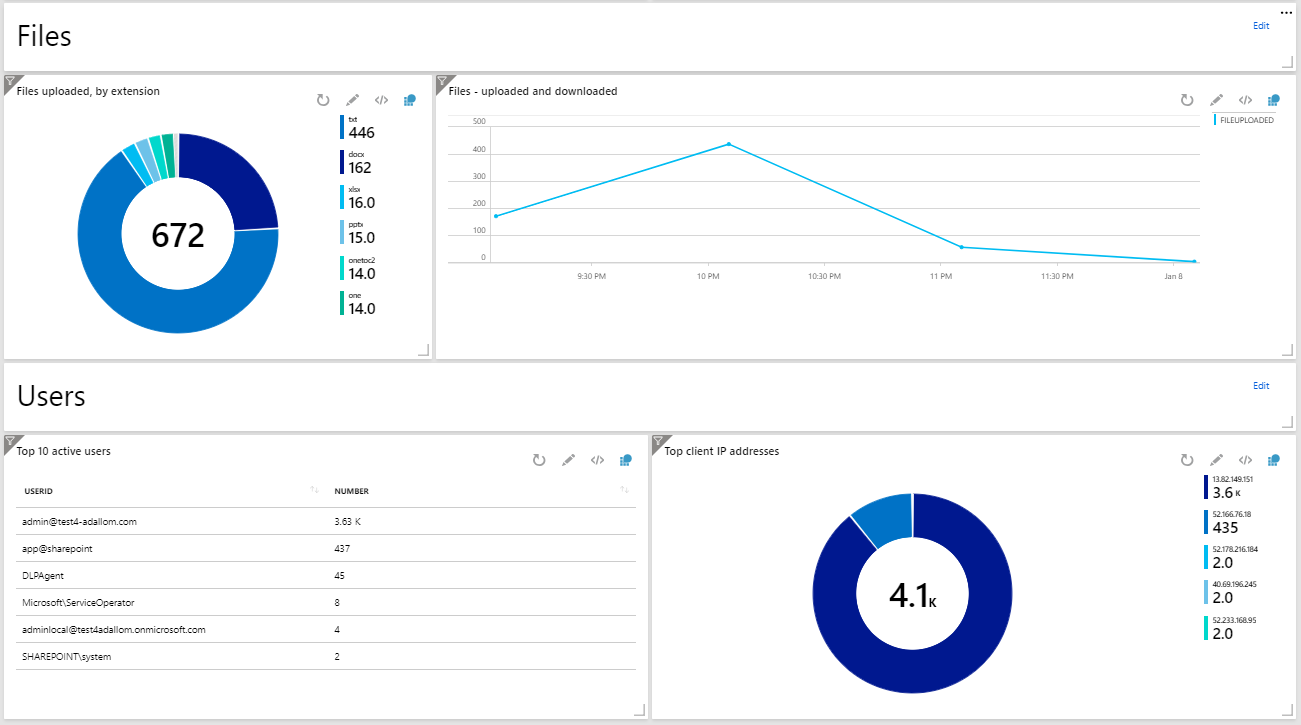 Files
Edit
Files uploaded, by extension
672
txt
446
docx
162
xlsx
16.0
pptx
15.0
onetoc2
14.0
one
14.0
Files - uploaded and downloaded
FILEUPLOADED
500
400
300
200
100
0
9:30 PM 10 PM 10:30 PM 11 PM 11:30 PM Jan 8
Users
Edit
Top 10 active users
USERID NUMBER
admin@test4-adallom.com 3.63 K
app@sharepoint 437
DLPAgent 45
Microsoft\ServiceOperator 8
adminlocal@test4adallom.onmicrosoft.com 4
SHAREPOINT\system 2
Top client IP addresses
4.1K
13.82.149.151
3.6 K
52.166.76.18
435
52.178.216.184
2.0
40.69.196.245
2.0
52.233.168.95
2.0